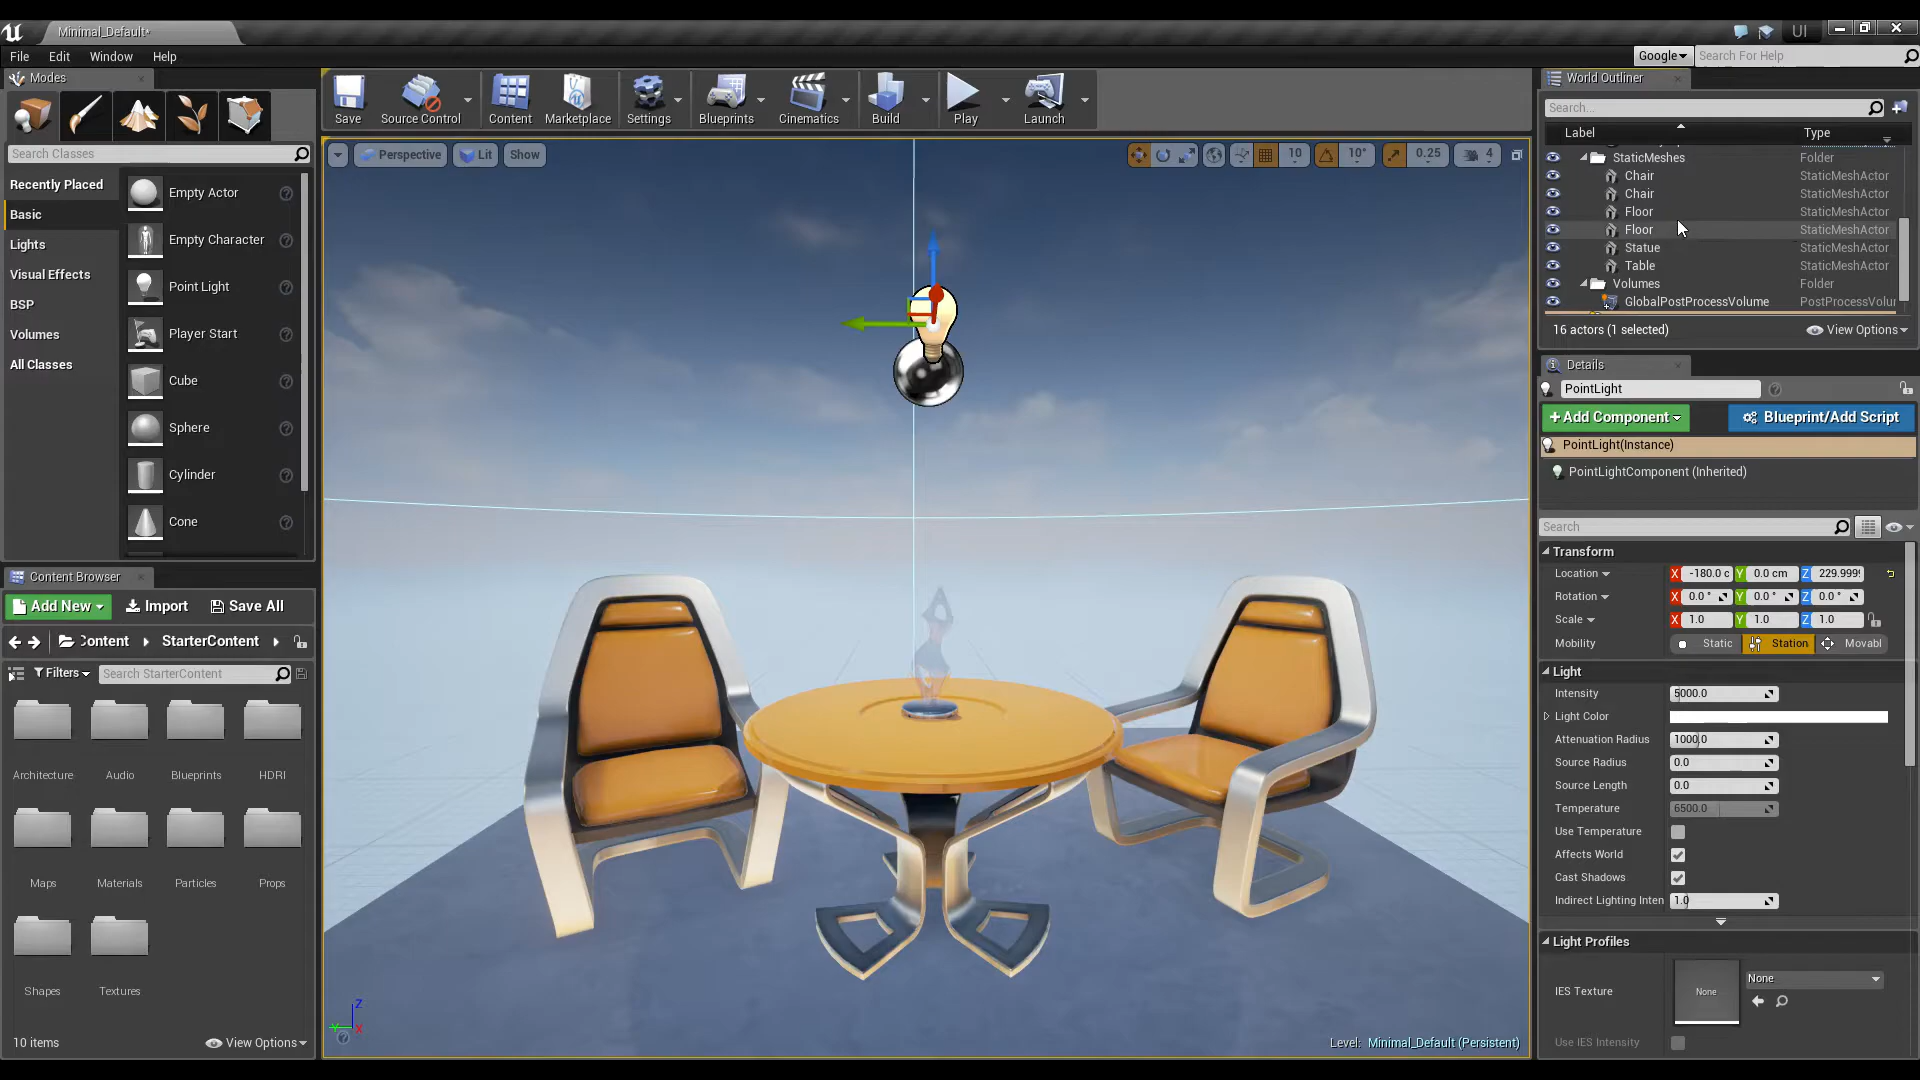 Minimal_Default*
UI
File Edit Window Help
Google Search For Help
Modes
Save Source Control Content Marketplace Settings Blueprints Cinematics Build Play Launch
World Outliner
Search...
Label Type
StaticMeshes Folder
Chair StaticMeshActor
Chair StaticMeshActor
Floor StaticMeshActor
Floor StaticMeshActor
Statue StaticMeshActor
Table StaticMeshActor
Volumes Folder
GlobalPostProcessVolume PostProcessVolur
16 actors (1 selected) View Options
Search Classes
Recently Placed
Basic
Lights
Visual Effects
BSP
Volumes
All Classes
Empty Actor
Empty Character
Point Light
Player Start
Cube
Sphere
Cylinder
Cone
Perspective Lit Show
10 10° 0.25 4
Details
PointLight
+Add Component Blueprint/Add Script
PointLight(Instance)
PointLightComponent (Inherited)
Search
Transform
Location X -180.0 c Y 0.0 cm Z 229.999
Rotation X 0.0 ° Y 0.0 ° Z 0.0 °
Scale X 1.0 Y 1.0 Z 1.0
Mobility Static Station Movabl
Light
Intensity 5000.0
Light Color
Attenuation Radius 1000.0
Source Radius 0.0
Source Length 0.0
Temperature 6500.0
Use Temperature
Affects World
Cast Shadows
Indirect Lighting Inten 1.0
Light Profiles
IES Texture None None
Use IES Intensity
Content Browser
Add New Import Save All
Content StarterContent
Filters Search StarterContent
Architecture Audio Blueprints HDRI
Maps Materials Particles Props
Shapes Textures
10 items View Options
Z
Y X
Level: Minimal_Default (Persistent)